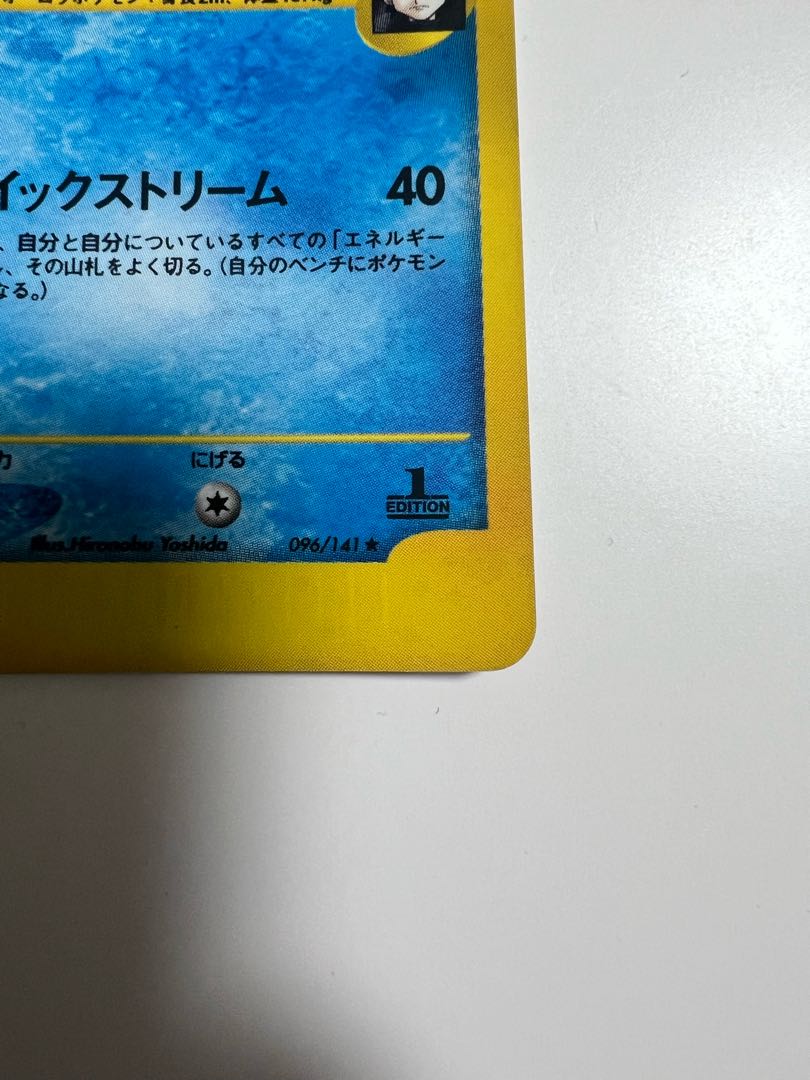 イックストリーム 40
、自分と自分についているすべての「エネルギー
、その山札をよく切る。(自分のベンチにポケモン
なる。)
力 にげる
1
EDITION
Illus.Hironobu Yoshida 096/141★